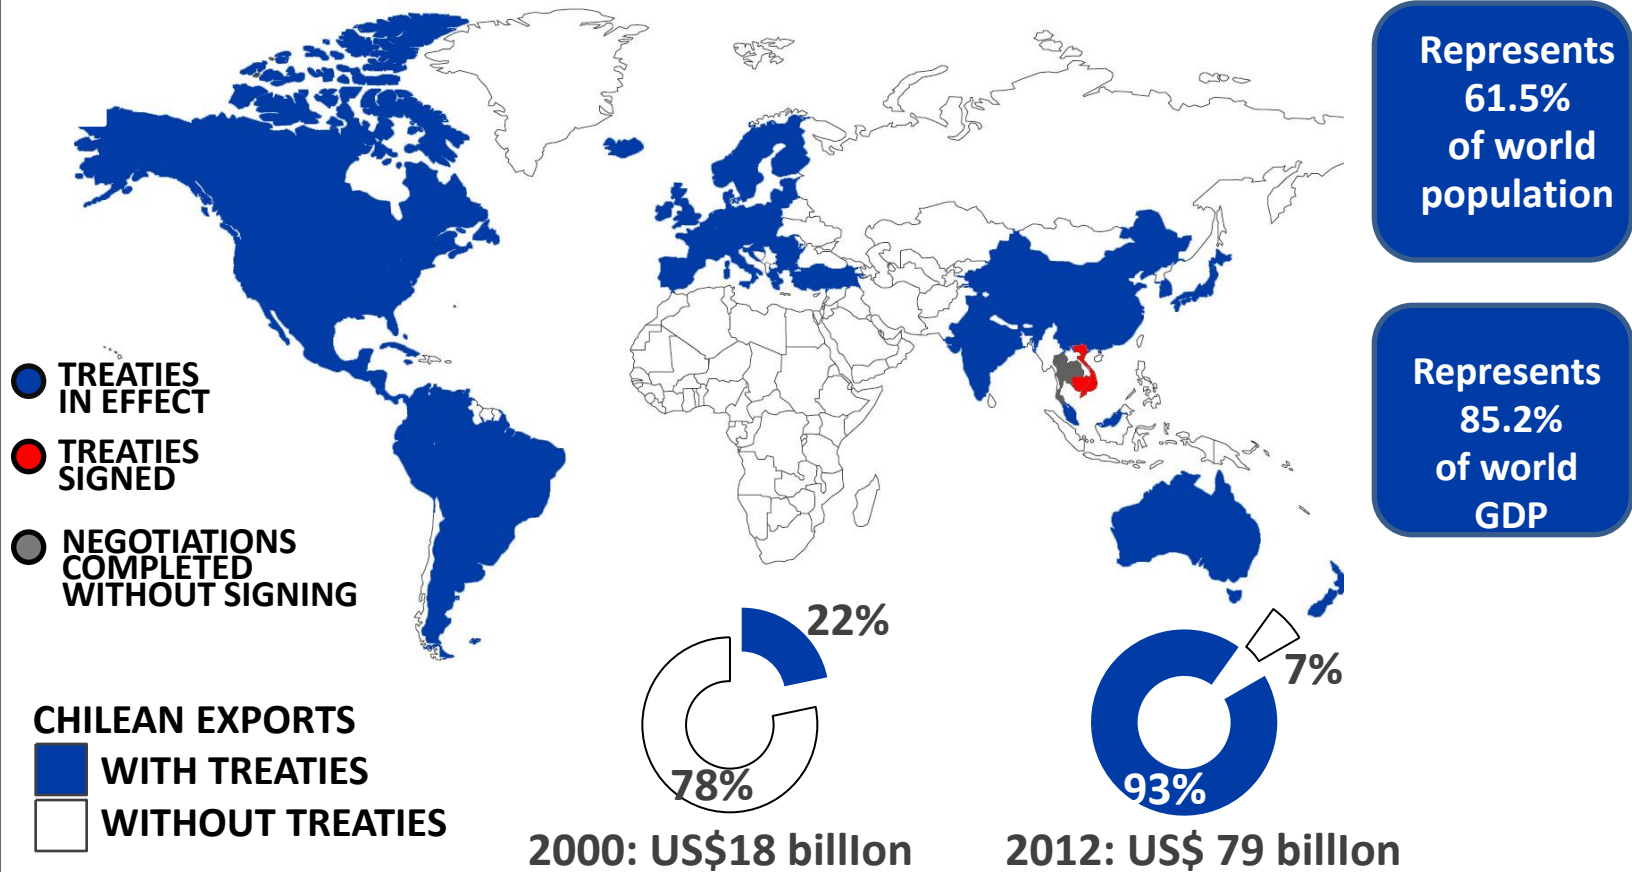 Represents
61.5%
of world
population
Represents
85.2%
of world
GDP
TREATIES
IN EFFECT
TREATIES
SIGNED
NEGOTIATIONS
COMPLETED
WITHOUT SIGNING
CHILEAN EXPORTS
WITH TREATIES
WITHOUT TREATIES
22%
78%
2000: US$18 billIon
7%
93%
2012: US$ 79 billIon